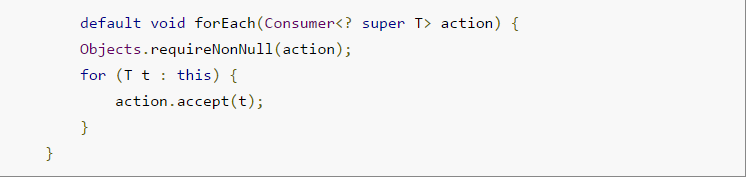 default void forEach(Consumer<? super T> action) {
Objects.requireNonNull(action);
for (T t : this) {
action.accept(t);
}
}